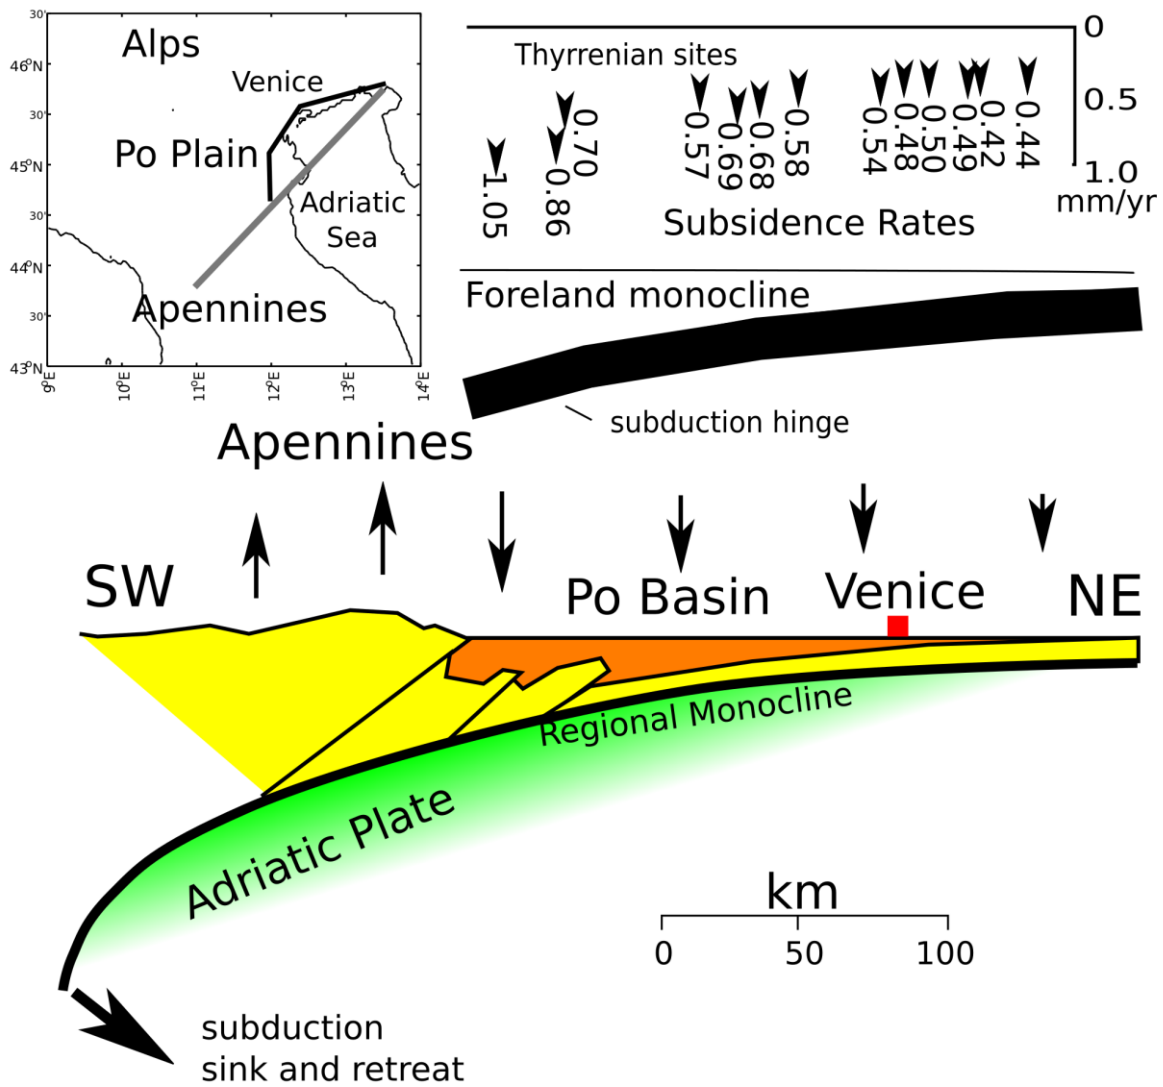 Alps
Venice
Po Plain
Adriatic
Sea
Apennines
30'
46°N
30'
45°N
30'
44°N
30'
43°N
9°E
10°E
11°E
12°E
13°E
14°E
Thyrrenian sites
0
0.5
1.0
mm/yr
1.05
0.86
0.70
0.57
0.69
0.68
0.58
0.54
0.48
0.50
0.49
0.42
0.44
Subsidence Rates
Foreland monocline
subduction hinge
Apennines
SW
Po Basin
Venice
NE
Regional Monocline
Adriatic Plate
km
0
50
100
subduction
sink and retreat